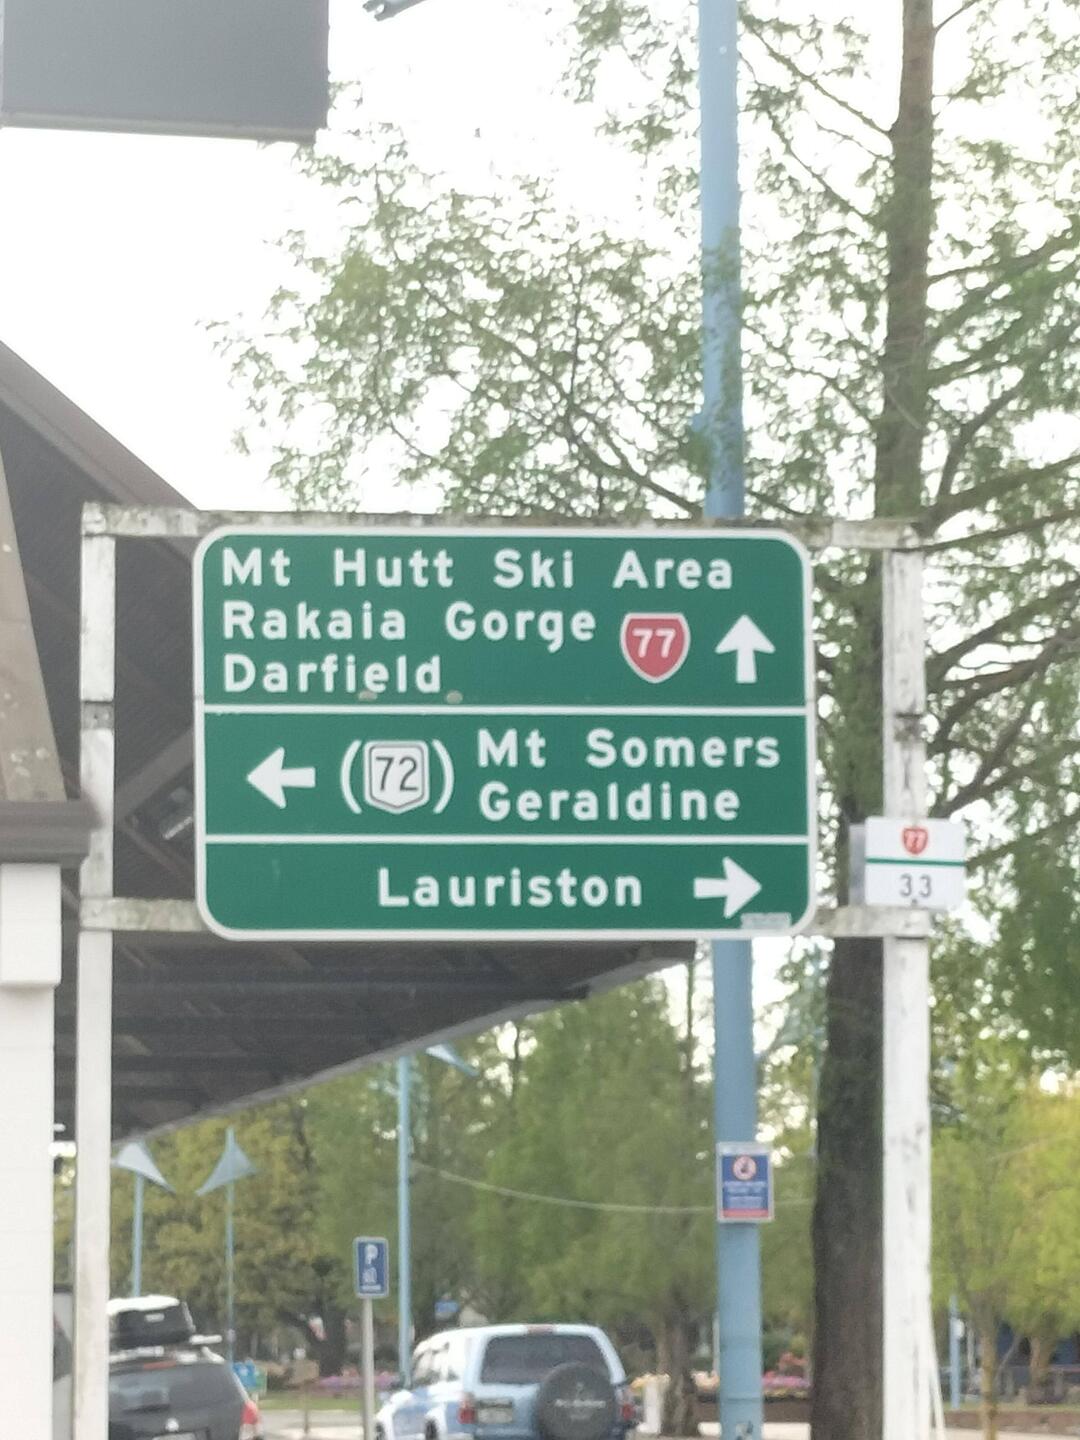 Mt Hutt Ski Area
Rakaia Gorge 77
Darfield
(72) Mt Somers
Geraldine
Lauriston
77
33
P